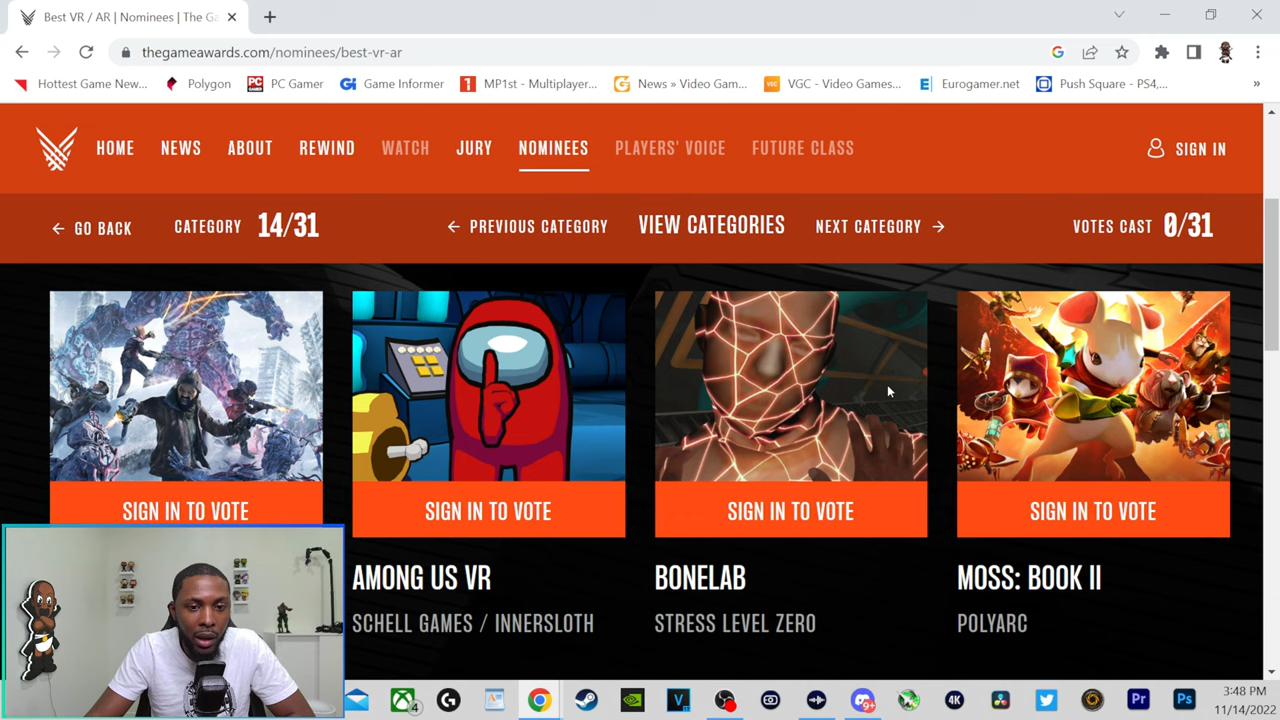 Best VR / AR | Nominees | The Ga
thegameawards.com/nominees/best-vr-ar
Hottest Game New... Polygon PC Gamer Game Informer MP1st - Multiplayer... News » Video Gam... VGC - Video Games... Eurogamer.net Push Square - PS4,... »
HOME NEWS ABOUT REWIND WATCH JURY NOMINEES PLAYERS' VOICE FUTURE CLASS SIGN IN
← GO BACK CATEGORY 14/31 ← PREVIOUS CATEGORY VIEW CATEGORIES NEXT CATEGORY → VOTES CAST 0/31
SIGN IN TO VOTE SIGN IN TO VOTE SIGN IN TO VOTE SIGN IN TO VOTE
AMONG US VR BONELAB MOSS: BOOK II
SCHELL GAMES / INNERSLOTH STRESS LEVEL ZERO POLYARC
3:48 PM
11/14/2022